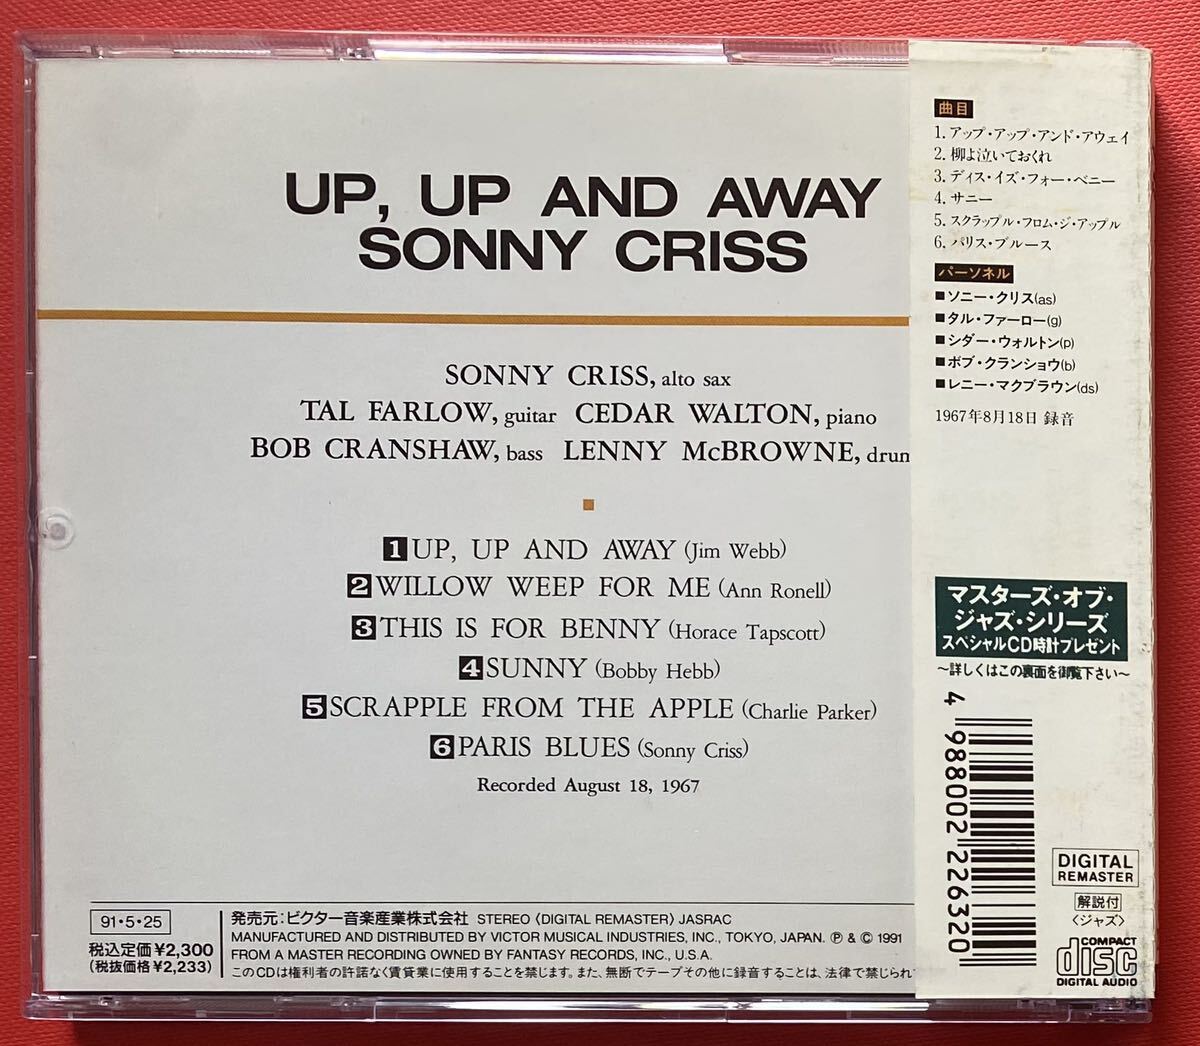 UP, UP AND AWAY
SONNY CRISS
SONNY CRISS, alto sax
TAL FARLOW, guitar CEDAR WALTON, piano
BOB CRANSHAW, bass LENNY McBROWNE, drum
1 UP, UP AND AWAY (Jim Webb)
2 WILLOW WEEP FOR ME (Ann Ronell)
3 THIS IS FOR BENNY (Horace Tapscott)
4 SUNNY (Bobby Hebb)
5 SCRAPPLE FROM THE APPLE (Charlie Parker)
6 PARIS BLUES (Sonny Criss)
Recorded August 18, 1967
91・5・25
税込定価¥2,300
(税抜価格¥2,233)
発売元:ビクター音楽産業株式会社 STEREO 〈DIGITAL REMASTER〉 JASRAC
MANUFACTURED AND DISTRIBUTED BY VICTOR MUSICAL INDUSTRIES, INC., TOKYO, JAPAN. Ⓟ & © 1991
FROM A MASTER RECORDING OWNED BY FANTASY RECORDS, INC., U.S.A.
このCDは権利者の許諾なく賃貸業に使用することを禁じます。また、無断でテープその他に録音することは、法律で禁じられ
曲目
1. アップ・アップ・アンド・アウェイ
2. 柳よ泣いておくれ
3. ディス・イズ・フォー・ベニー
4. サニー
5. スクラップル・フロム・ジ・アップル
6. パリス・ブルース
パーソネル
■ソニー・クリス(as)
■タル・ファーロー(g)
■シダー・ウォルトン(p)
■ボブ・クランショウ(b)
■レニー・マクブラウン(ds)
1967年8月18日 録音
マスターズ・オブ・
ジャズ・シリーズ
スペシャルCD時計プレゼント
〜詳しくはこの裏面を御覧下さい〜
4 988002 226320
DIGITAL
REMASTER
解説付
〈ジャズ〉
COMPACT
disc
DIGITAL AUDIO